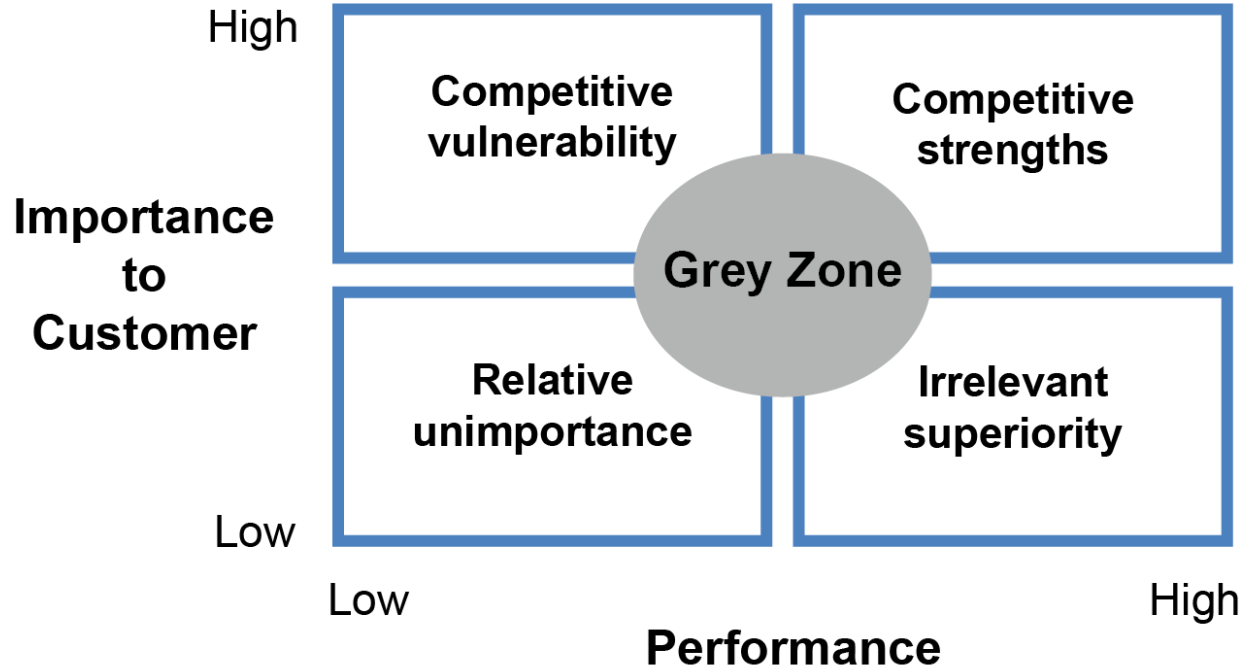 High
Competitive
vulnerability
Competitive
strengths
Importance
to
Customer
Grey Zone
Relative
unimportance
Irrelevant
superiority
Low
Low
High
Performance